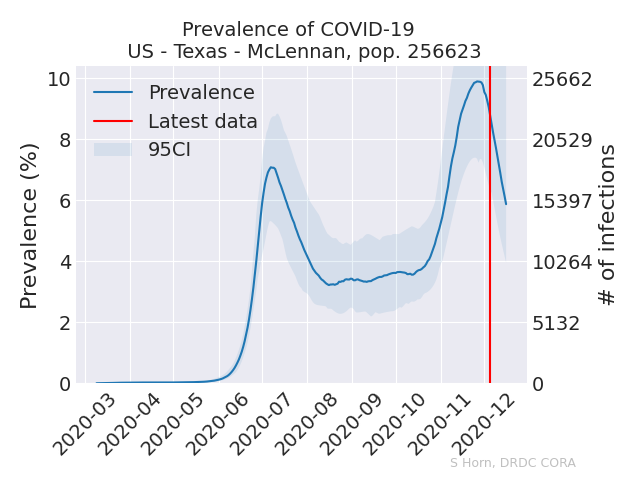 Prevalence of COVID-19
US - Texas - McLennan, pop. 256623
Prevalence (%)
10
8
6
4
2
0
Prevalence
Latest data
95CI
25662
20529
15397
10264
5132
0
# of infections
2020-03
2020-04
2020-05
2020-06
2020-07
2020-08
2020-09
2020-10
2020-11
2020-12
S Horn, DRDC CORA